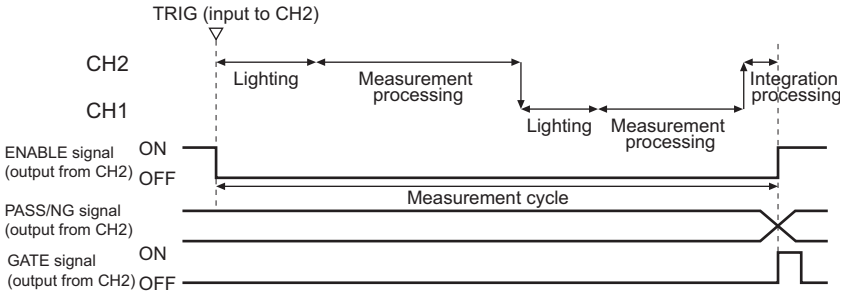 TRIG (input to CH2)
CH2
Lighting
Measurement
processing
Integration
processing
CH1
Lighting
Measurement
processing
ENABLE signal
(output from CH2)
ON
OFF
Measurement cycle
PASS/NG signal
(output from CH2)
GATE signal
(output from CH2)
ON
OFF